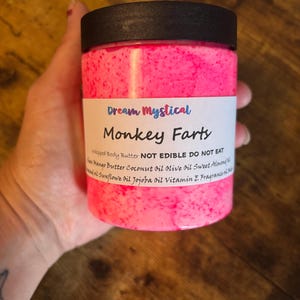 Dream Mystical
Monkey Farts
Whipped Body Butter NOT EDIBLE DO NOT EAT
Mango Butter Coconut Oil Olive Oil Sweet Almond
Sunflower Oil Jojoba Oil Vitamin E Fragrance